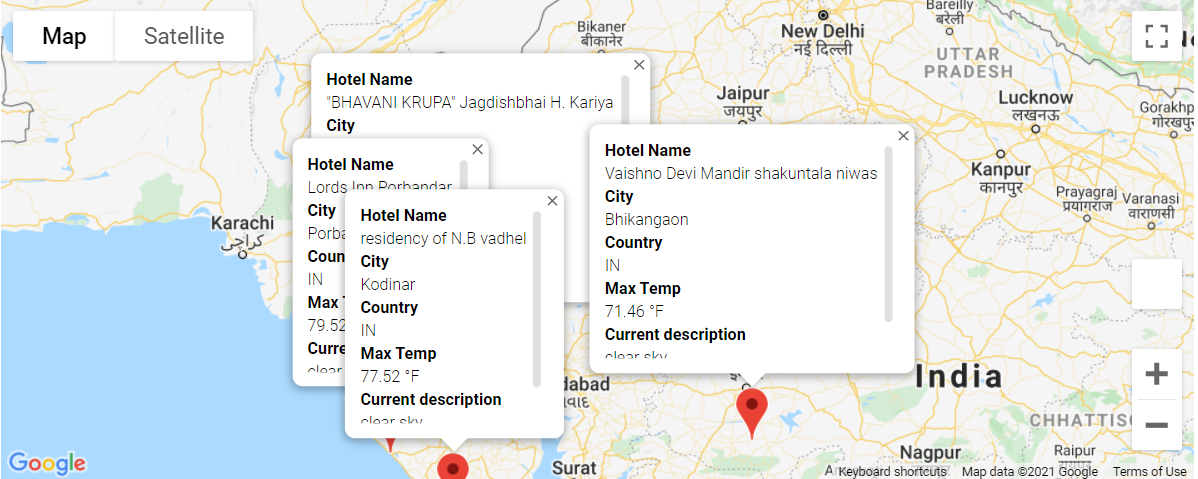 Map
Satellite
Bikaner
बीकानेर
New Delhi
नई दिल्ली
Bareilly
बरेली
UTTAR
PRADESH
Jaipur
जयपुर
Lucknow
लखनऊ
Gorakhp
गोरखपु
Kanpur
कानपुर
Prayagraj
प्रयागराज
Varanasi
वाराणसी
Karachi
کراچی
Hotel Name
"BHAVANI KRUPA" Jagdishbhai H. Kariya
City
Hotel Name
Lords Inn Porbandar
City
Porba
Coun
IN
Max T
79.52
Curre
clear
Hotel Name
residency of N.B vadhel
City
Kodinar
Country
IN
Max Temp
77.52 °F
Current description
clear sky
Hotel Name
Vaishno Devi Mandir shakuntala niwas
City
Bhikangaon
Country
IN
Max Temp
71.46 °F
Current description
clear sky
dabad
India
CHHATTISG
Surat
સુરત
Nagpur
Raipur
रायपुर
Google
Keyboard shortcuts
Map data ©2021 Google
Terms of Use